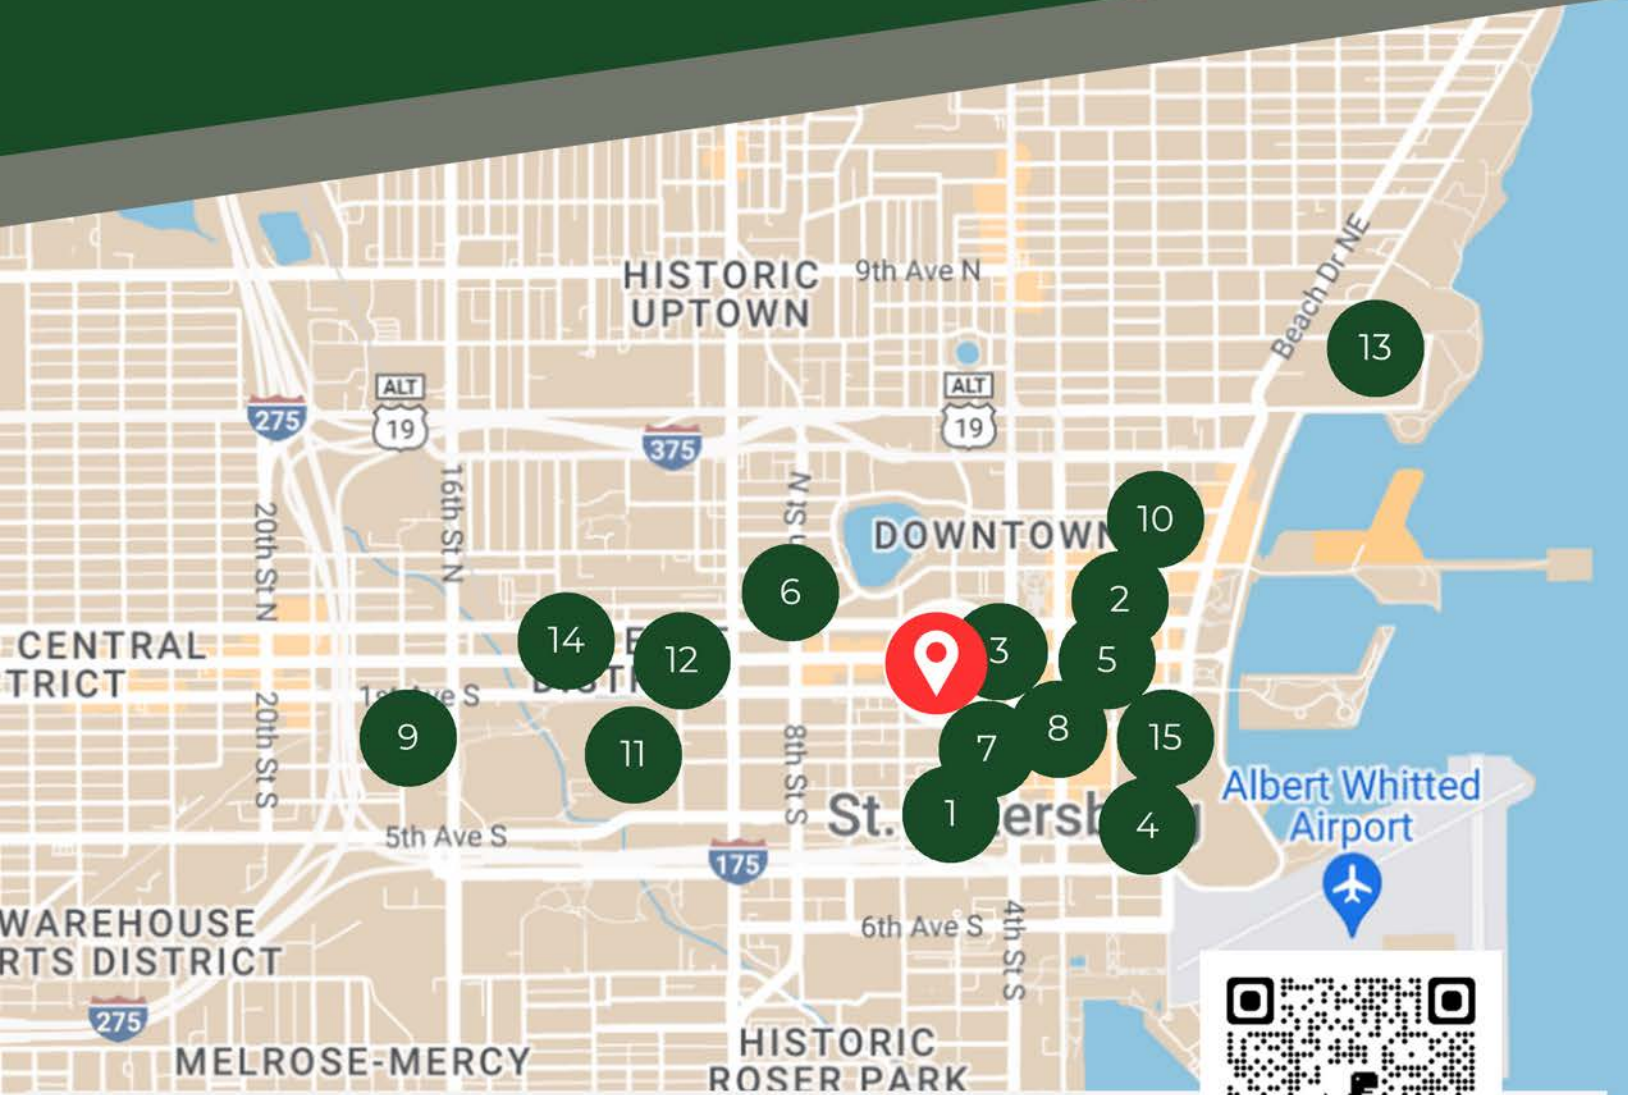 HISTORIC
UPTOWN
9th Ave N
Beach Dr NE
13
ALT
19
275
375
ALT
19
16th St N
20th St N
DOWNTOWN
10
6
2
14
12
3
5
CENTRAL
TRICT
1st Ave S
9
11
7
8
15
20th St S
8th St S
St.
1
4
Albert Whitted
Airport
5th Ave S
175
6th Ave S
4th St S
WAREHOUSE
RTS DISTRICT
275
MELROSE-MERCY
HISTORIC
ROSER PARK